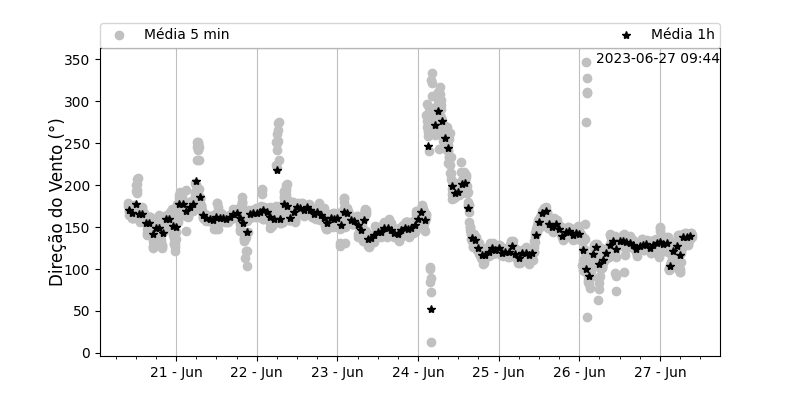 Média 5 min
Média 1h
2023-06-27 09:44
350
300
250
200
150
100
50
0
Direção do Vento (°)
21 - Jun
22 - Jun
23 - Jun
24 - Jun
25 - Jun
26 - Jun
27 - Jun